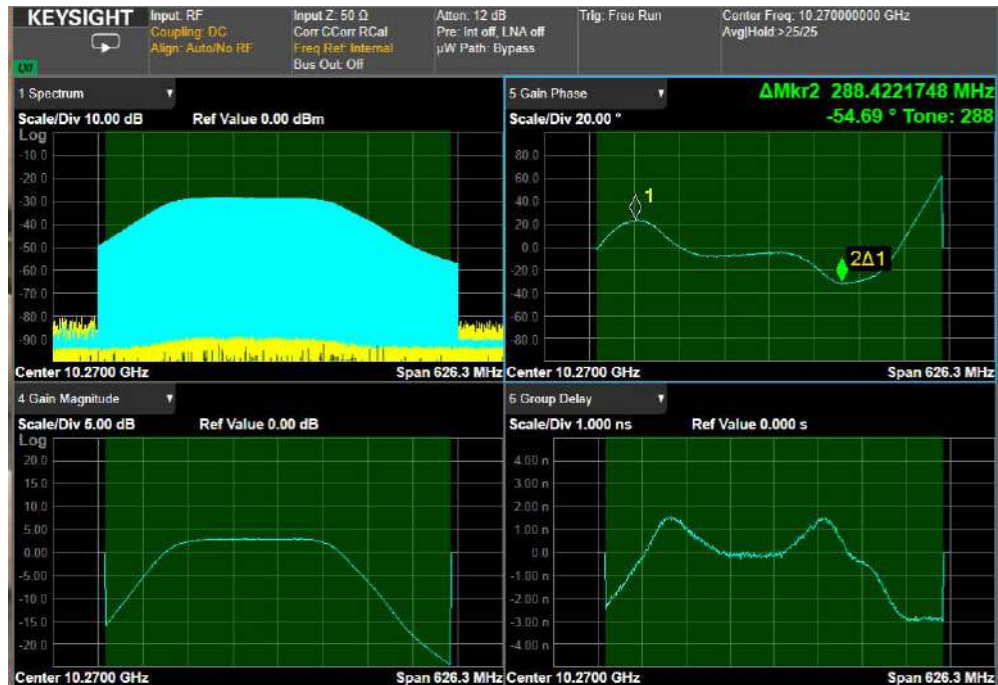 KEYSIGHT
Input: RF
Coupling: DC
Align: Auto/No RF
Input Z: 50 Ω
Corr CCorr RCal
Freq Ref: Internal
Bus Out: Off
Atten: 12 dB
Pre: Int off, LNA off
µW Path: Bypass
Trig: Free Run
Center Freq: 10.270000000 GHz
Avg|Hold:>25/25
LXI
1 Spectrum
Scale/Div 10.00 dB
Ref Value 0.00 dBm
Log
-10.0
-20.0
-30.0
-40.0
-50.0
-60.0
-70.0
-80.0
-90.0
Center 10.2700 GHz
Span 626.3 MHz
5 Gain Phase
ΔMkr2 288.4221748 MHz
Scale/Div 20.00 °
-54.69 ° Tone: 288
80.0
60.0
40.0
20.0
0.0
-20.0
-40.0
-60.0
-80.0
1
2Δ1
Center 10.2700 GHz
Span 626.3 MHz
4 Gain Magnitude
Scale/Div 5.00 dB
Ref Value 0.00 dB
Log
20.0
15.0
10.0
5.00
0.00
-5.00
-10.0
-15.0
-20.0
Center 10.2700 GHz
Span 626.3 MHz
6 Group Delay
Scale/Div 1.000 ns
Ref Value 0.000 s
4.00 n
3.00 n
2.00 n
1.00 n
0.0
-1.00 n
-2.00 n
-3.00 n
-4.00 n
Center 10.2700 GHz
Span 626.3 MHz